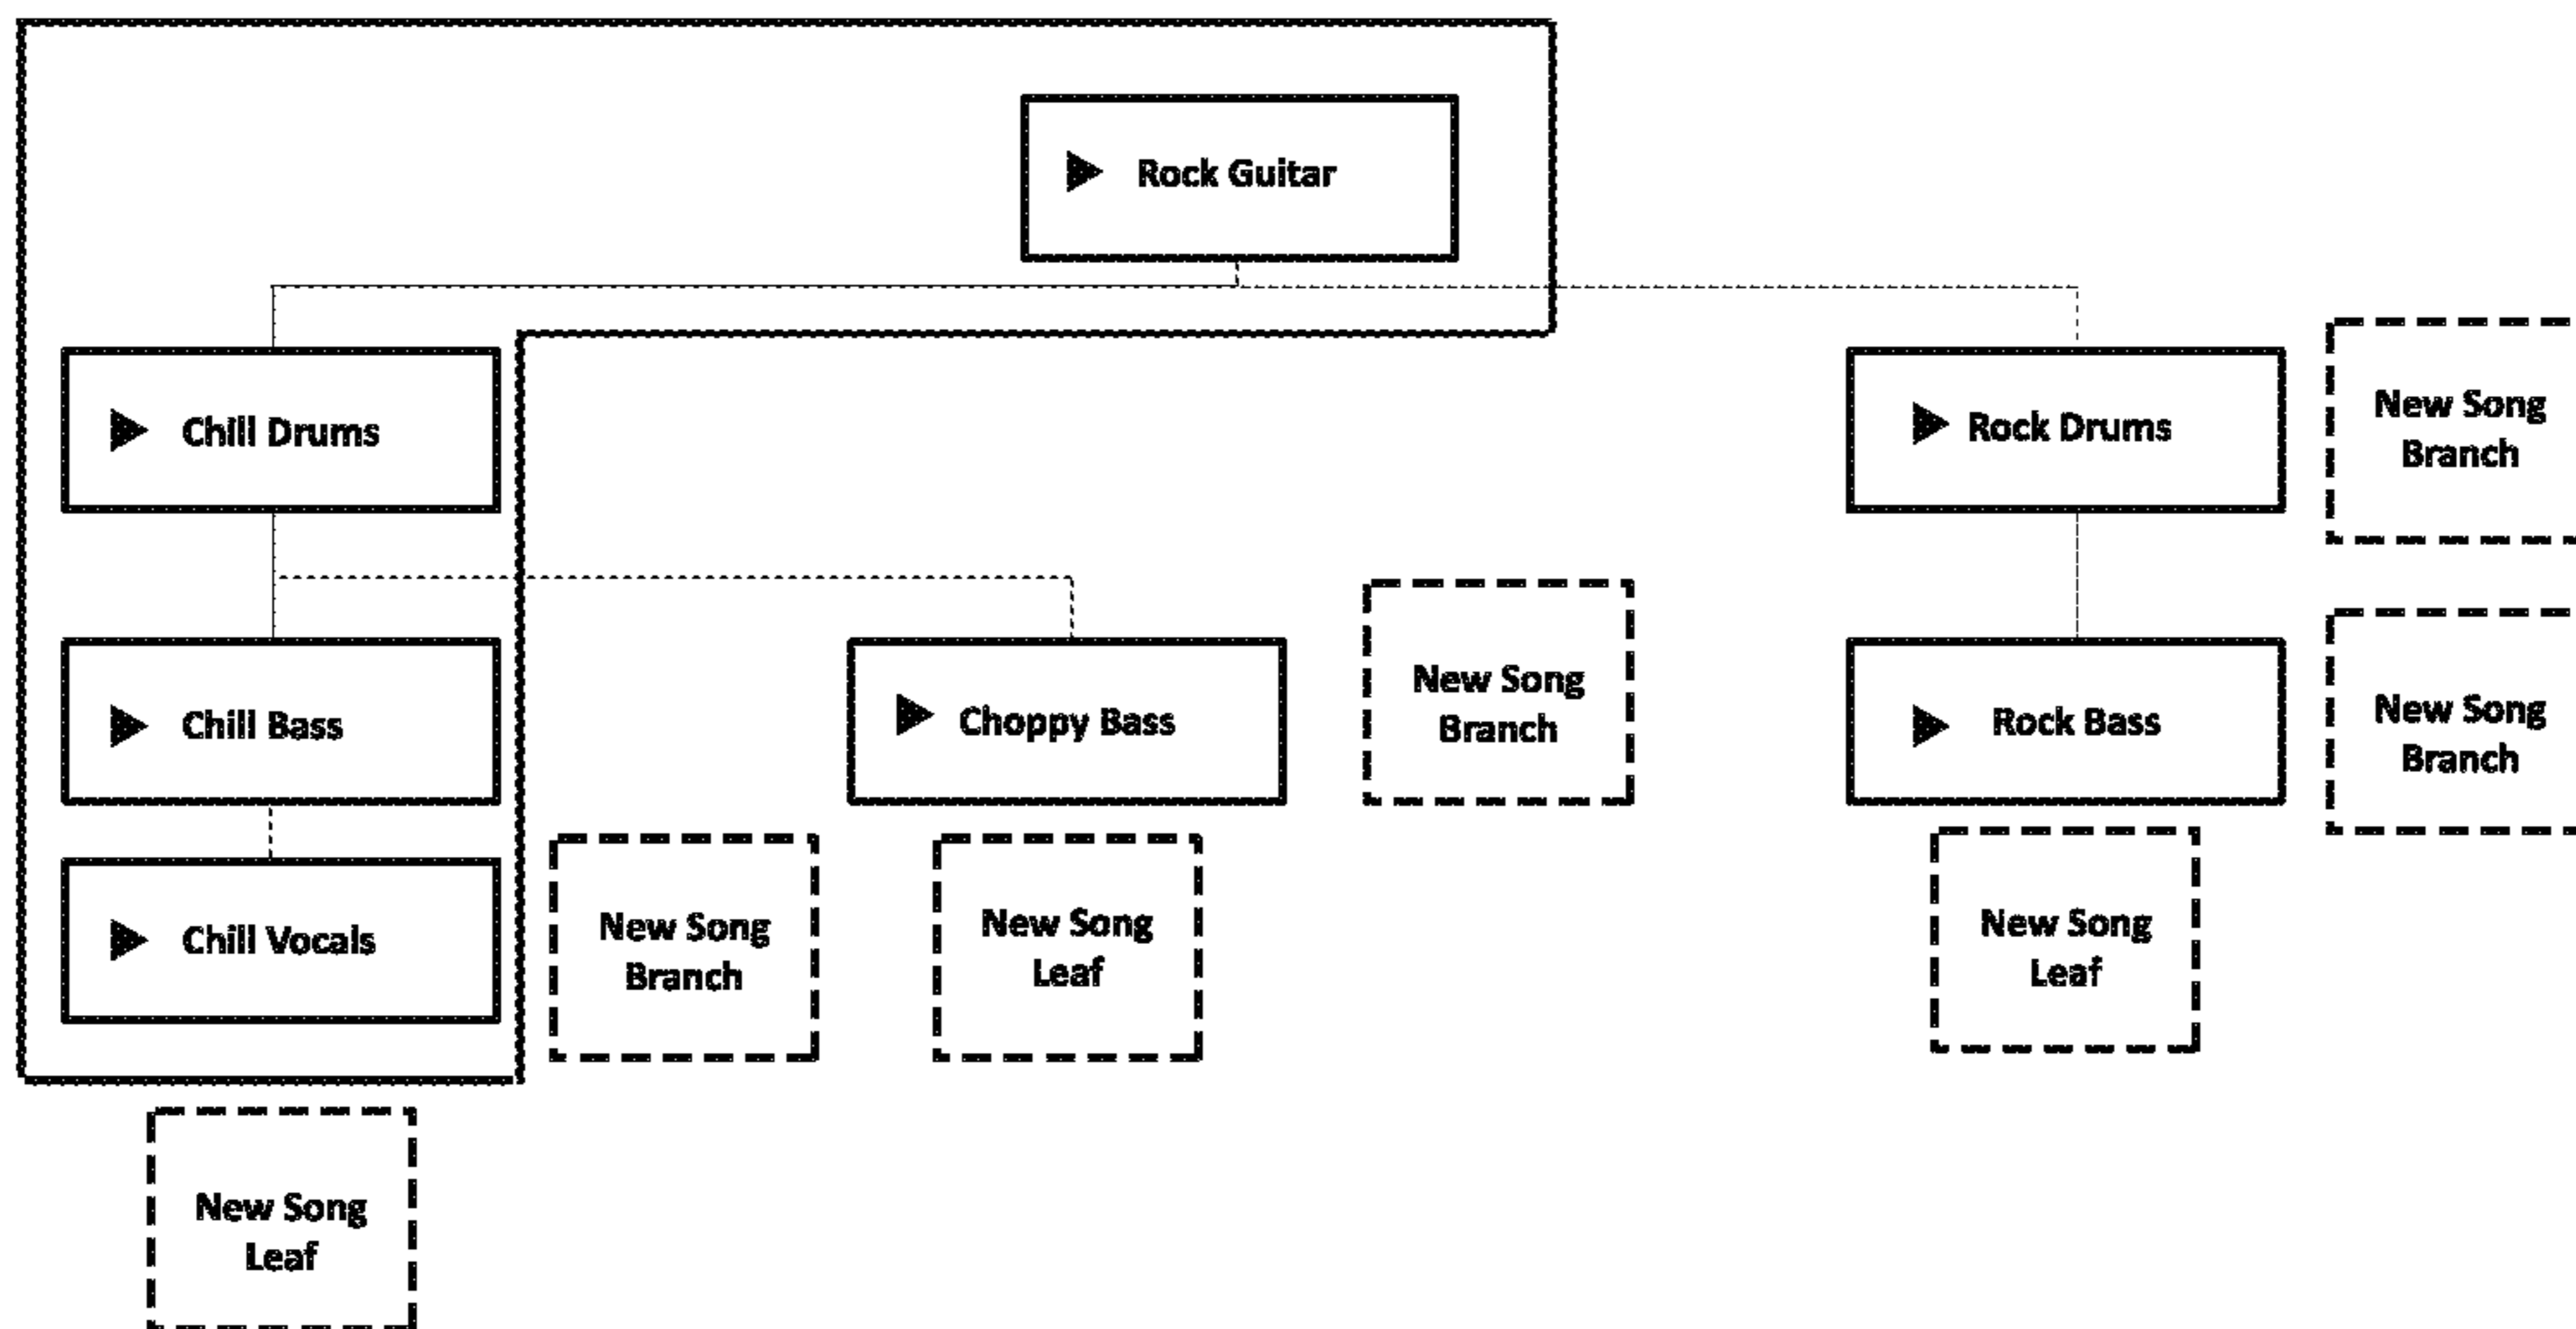 Rock Guitar
Chill Drums
Rock Drums
New Song
Branch
Chill Bass
Choppy Bass
New Song
Branch
Rock Bass
New Song
Branch
Chill Vocals
New Song
Branch
New Song
Leaf
New Song
Leaf
New Song
Leaf